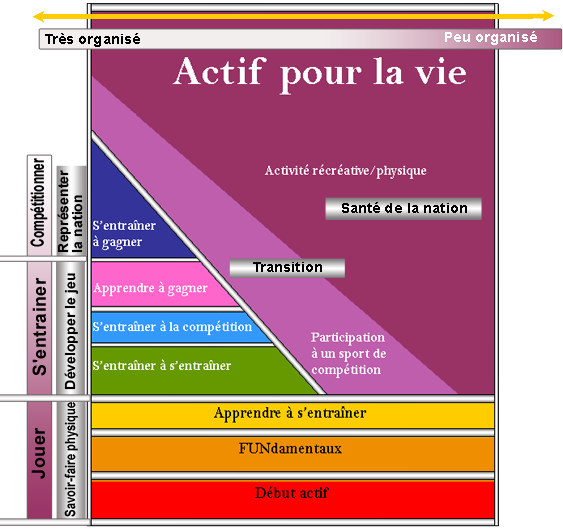 Très organisé
Peu organisé
Actif pour la vie
Activité récréative/physique
Santé de la nation
Transition
Participation
à un sport de
compétition
Compétitionner
Représenter
la nation
S'entraîner
à gagner
S'entrainer
Développer le jeu
Apprendre à gagner
S'entraîner à la compétition
S'entraîner à s'entraîner
Jouer
Savoir-faire physique
Apprendre à s'entraîner
FUNdamentaux
Début actif